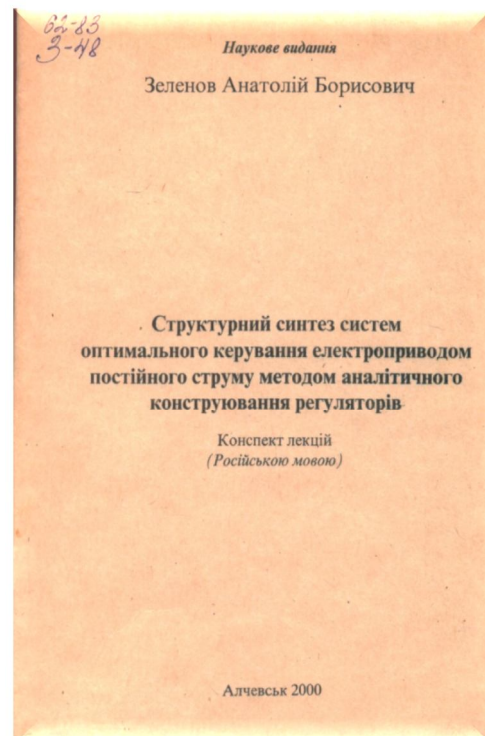 62-83
З-48
Наукове видання
Зеленов Анатолій Борисович
Структурний синтез систем
оптимального керування електроприводом
постійного струму методом аналітичного
конструювання регуляторів
Конспект лекцій
(Російською мовою)
Алчевськ 2000